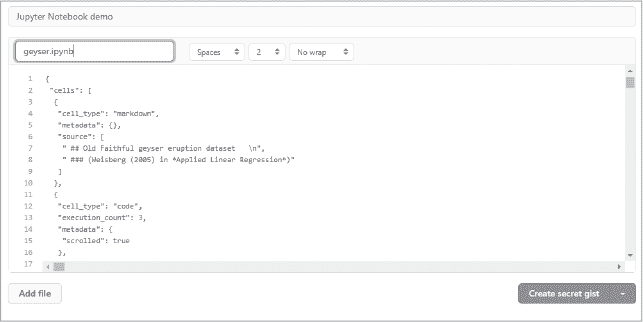 Jupyter Notebook demo
geyser.ipynb Spaces 2 No wrap
1 {
2 "cells": [
3 {
4 "cell_type": "markdown",
5 "metadata": {},
6 "source": [
7 " ## Old Faithful geyser eruption dataset   \n",
8 " ### (Weisberg (2005) in *Applied Linear Regression*)"
9 ]
10 },
11 {
12 "cell_type": "code",
13 "execution_count": 3,
14 "metadata": {
15 "scrolled": true
16 },
17
Add file Create secret gist